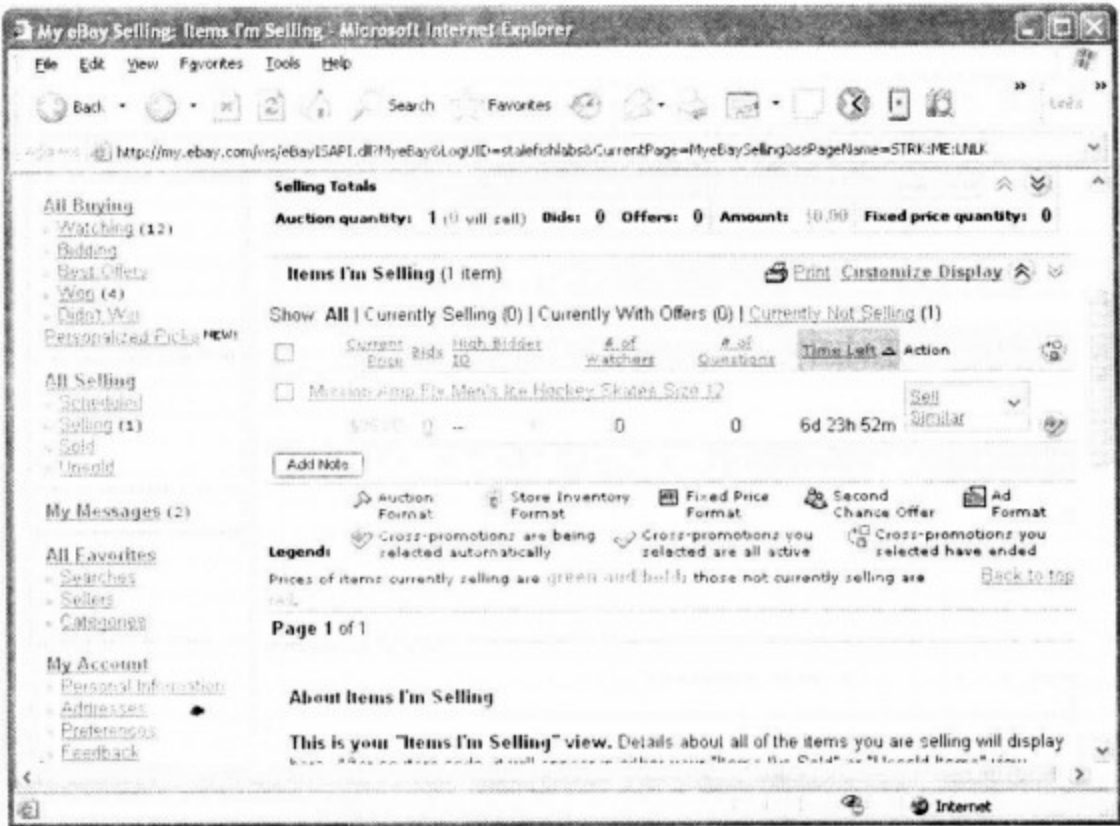 My eBay Selling: Items I'm Selling - Microsoft Internet Explorer
File Edit View Favorites Tools Help
Back Search Favorites Links
http://my.ebay.com/ws/eBayISAPI.dll?MyeBay&LogUID=stalefishlabs&CurrentPage=MyeBaySelling&ssPageName=STRK:ME:LNLK
All Buying
Watching (12)
Bidding
Best Offers
Won (4)
Didn't Win
Personalized Picks NEW!
All Selling
Scheduled
Selling (1)
Sold
Unsold
My Messages (2)
All Favorites
Searches
Sellers
Categories
My Account
Personal Information
Addresses
Preferences
Feedback
Selling Totals
Auction quantity: 1 (0 will sell) Bids: 0 Offers: 0 Amount: $0.00 Fixed price quantity: 0
Items I'm Selling (1 item) Print Customize Display
Show: All | Currently Selling (0) | Currently With Offers (0) | Currently Not Selling (1)
Current Price Bids High Bidder ID # of Watchers # of Questions Time Left Action
Mission Amp Fly Men's Ice Hockey Skates Size 12
0 -- 0 0 6d 23h 52m Sell Similar
Add Note
Legend:
Auction Format Store Inventory Format Fixed Price Format Second Chance Offer Ad Format
Cross-promotions are being selected automatically Cross-promotions you selected are all active Cross-promotions you selected have ended
Prices of items currently selling are green and bold; those not currently selling are red.
Back to top
Page 1 of 1
About Items I'm Selling
This is your "Items I'm Selling" view. Details about all of the items you are selling will display
Internet